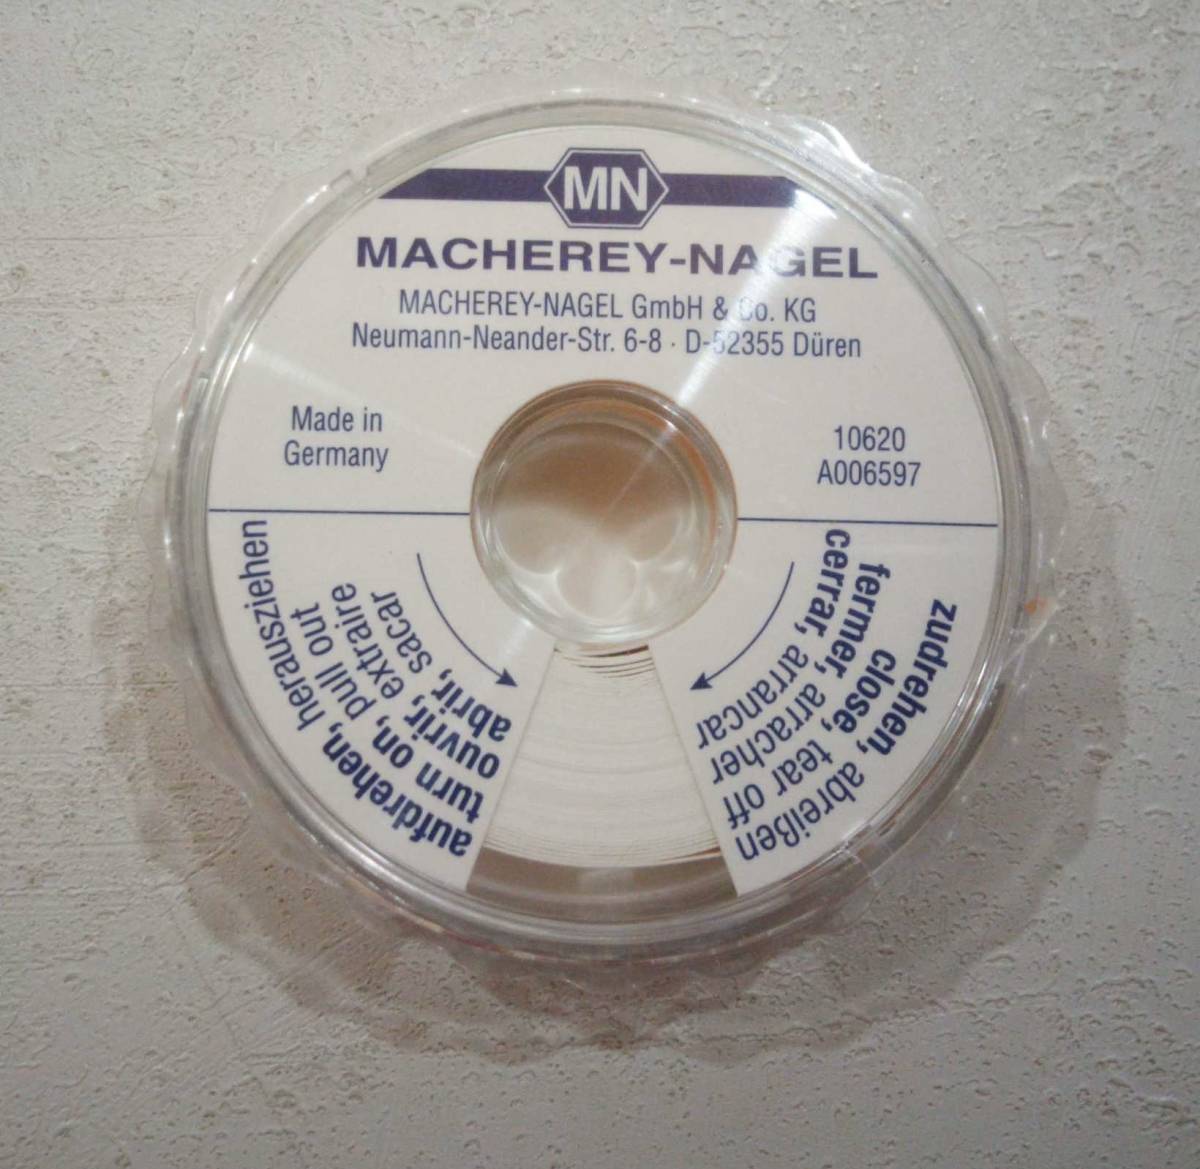 MN
MACHEREY-NAGEL
MACHEREY-NAGEL GmbH & Co. KG
Neumann-Neander-Str. 6-8 · D-52355 Düren
Made in
Germany
10620
A006597
aufdrehen, herausziehen
turn on, pull out
ouvrir, extraire
abrir, sacar
zudrehen, abreißen
close, tear off
fermer, arracher
cerrar, arrancar